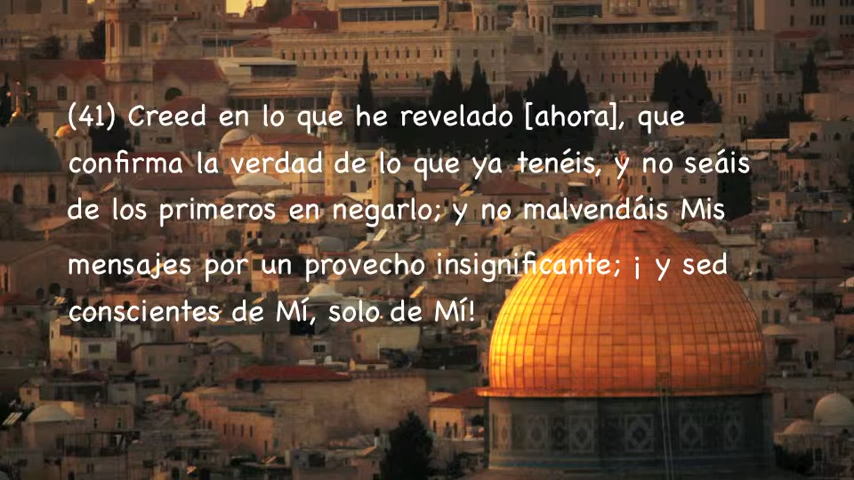 (41) Creed en lo que he revelado [ahora], que
confirma la verdad de lo que ya tenéis, y no seáis
de los primeros en negarlo; y no malvendáis Mis
mensajes por un provecho insignificante; ¡ y sed
conscientes de Mí, solo de Mí!